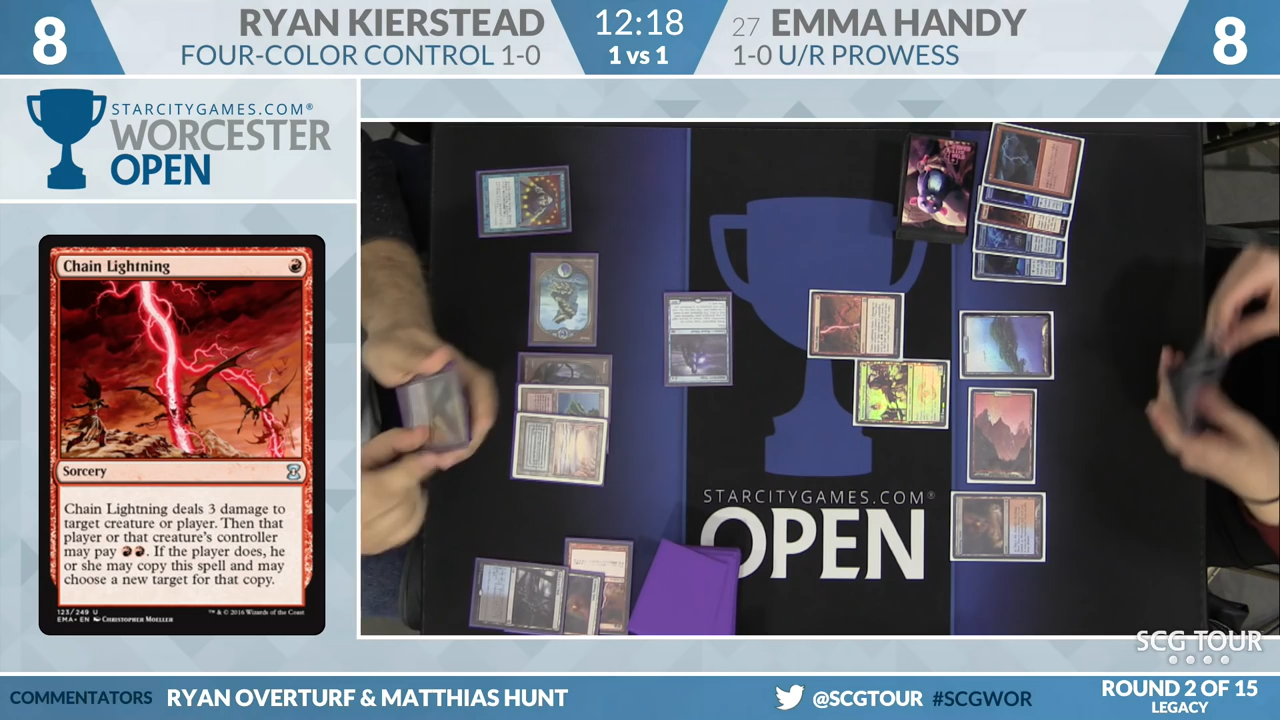 8
RYAN KIERSTEAD
FOUR-COLOR CONTROL 1-0
12:18
1 vs 1
27 EMMA HANDY
1-0 U/R PROWESS
8
STARCITYGAMES.COM®
WORCESTER
OPEN
Chain Lightning
Sorcery
Chain Lightning deals 3 damage to
target creature or player. Then that
player or that creature's controller
may pay . If the player does, he
or she may copy this spell and may
choose a new target for that copy.
123/249 U
EMA • EN CHRISTOPHER MOELLER
™ & © 2016 Wizards of the Coast
STARCITYGAMES.COM®
OPEN
SCG TOUR
COMMENTATORS RYAN OVERTURF & MATTHIAS HUNT
@SCGTOUR #SCGWOR
ROUND 2 OF 15
LEGACY